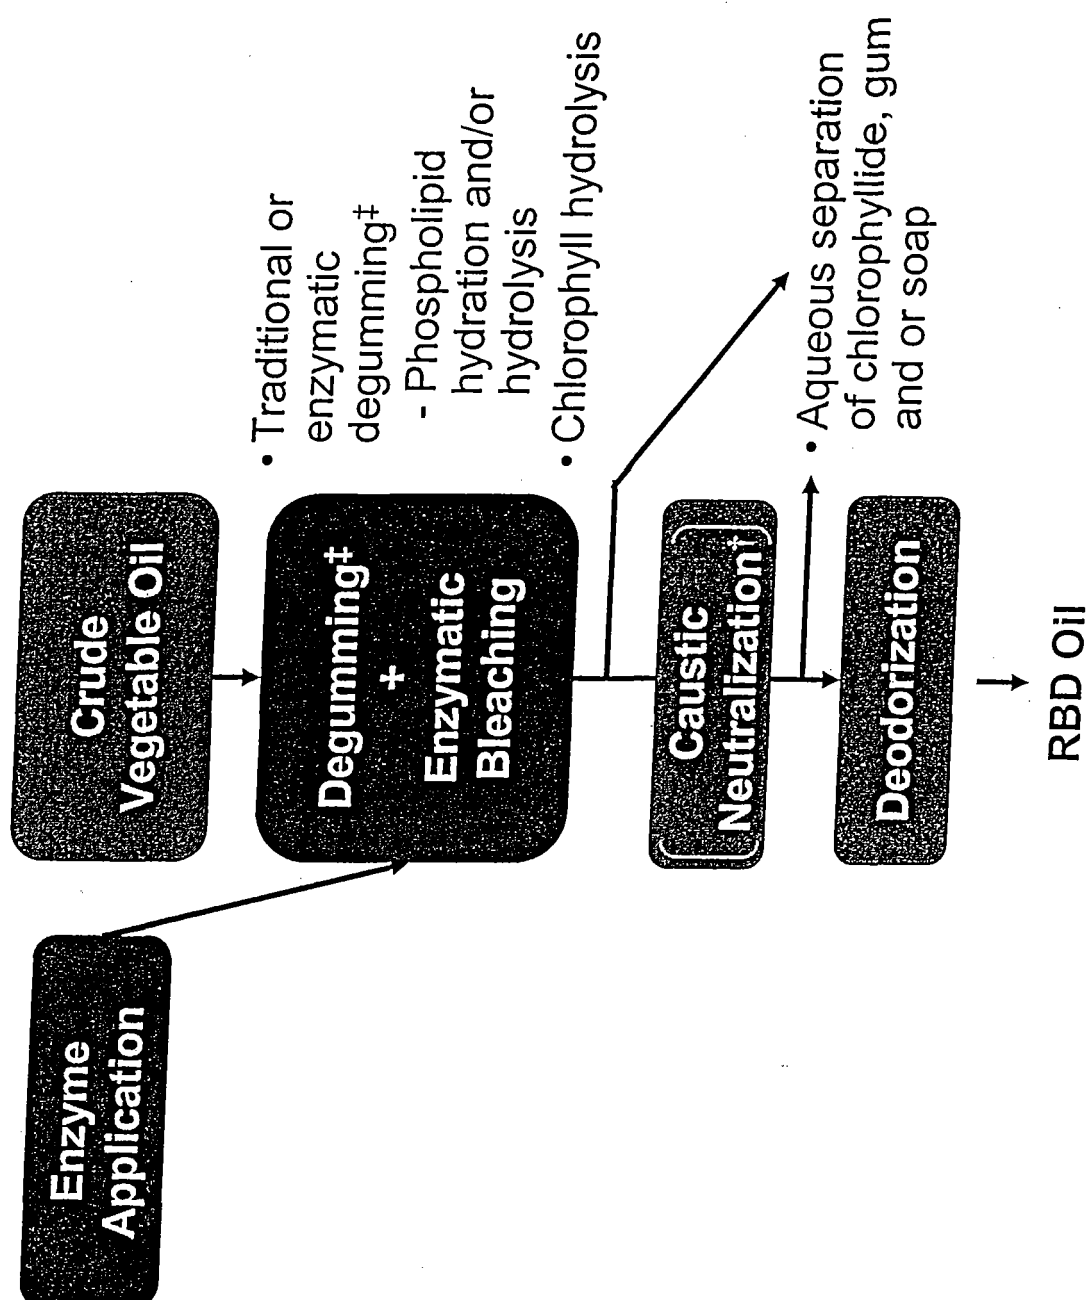 Enzyme
Application
Crude
Vegetable Oil
Degumming‡
+
Enzymatic
Bleaching
• Traditional or
enzymatic
degumming‡
- Phospholipid
hydration and/or
hydrolysis
• Chlorophyll hydrolysis
Caustic
(Neutralization†)
• Aqueous separation
of chlorophyllide, gum
and or soap
Deodorization
RBD Oil